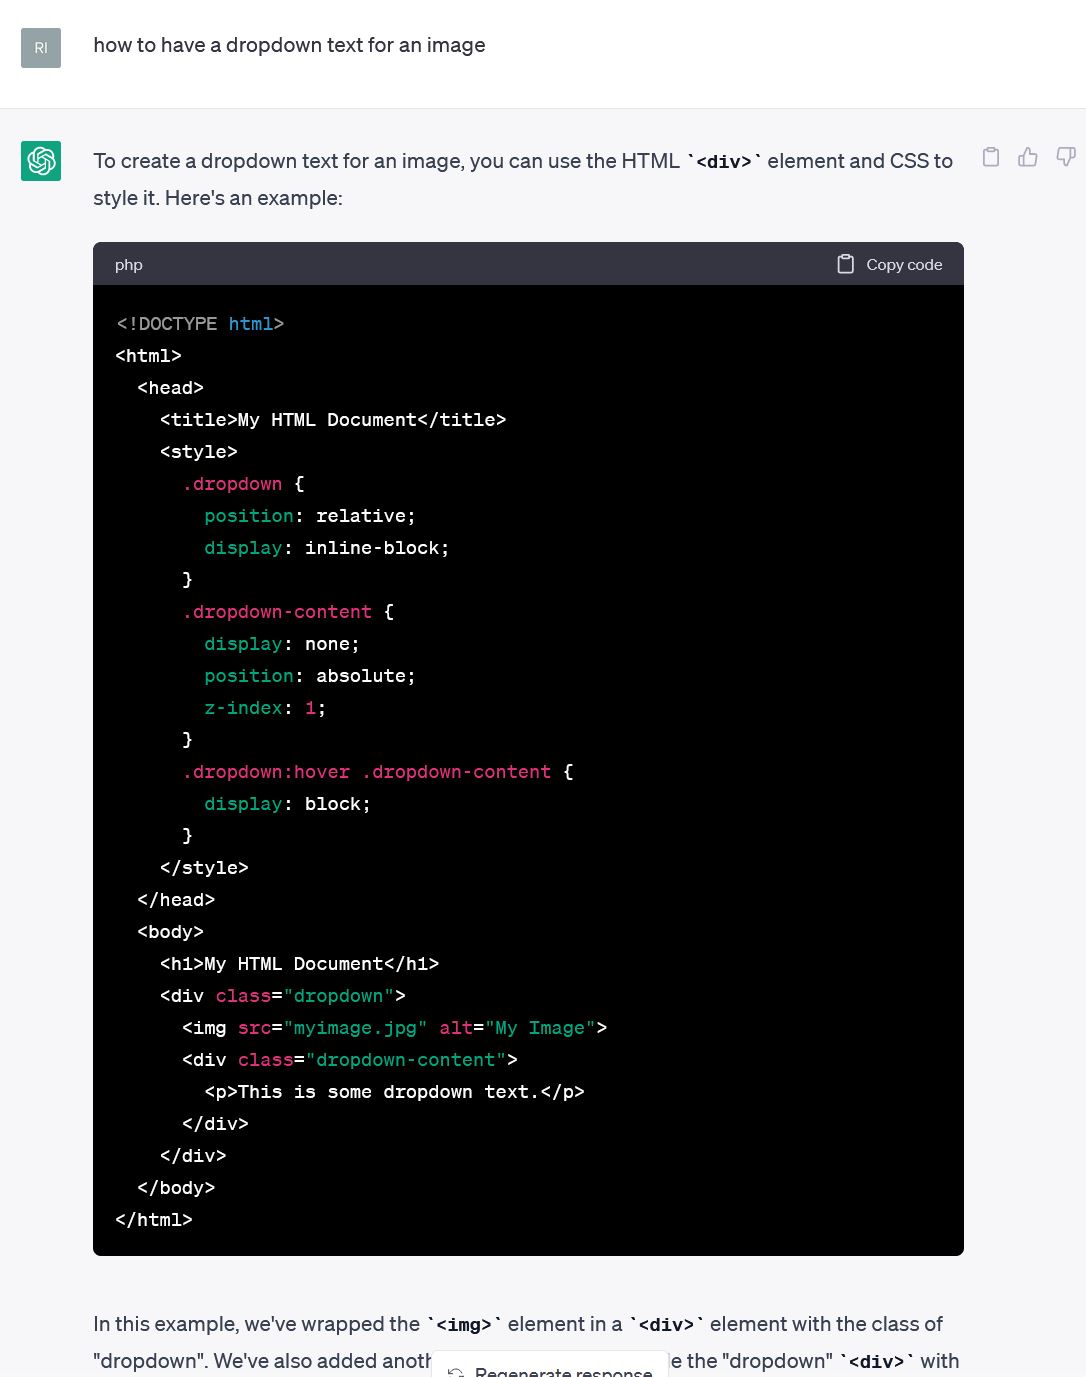 RI
how to have a dropdown text for an image
To create a dropdown text for an image, you can use the HTML `<div>` element and CSS to
style it. Here's an example:
php
Copy code
<!DOCTYPE html>
<html>
  <head>
    <title>My HTML Document</title>
    <style>
      .dropdown {
        position: relative;
        display: inline-block;
      }
      .dropdown-content {
        display: none;
        position: absolute;
        z-index: 1;
      }
      .dropdown:hover .dropdown-content {
        display: block;
      }
    </style>
  </head>
  <body>
    <h1>My HTML Document</h1>
    <div class="dropdown">
      <img src="myimage.jpg" alt="My Image">
      <div class="dropdown-content">
        <p>This is some dropdown text.</p>
      </div>
    </div>
  </body>
</html>
In this example, we've wrapped the `<img>` element in a `<div>` element with the class of
"dropdown". We've also added the "dropdown" `<div>` with
Regenerate response